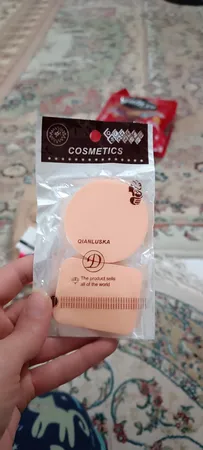 COSMETICS
QIANLUSKA
The product sells
all of the world